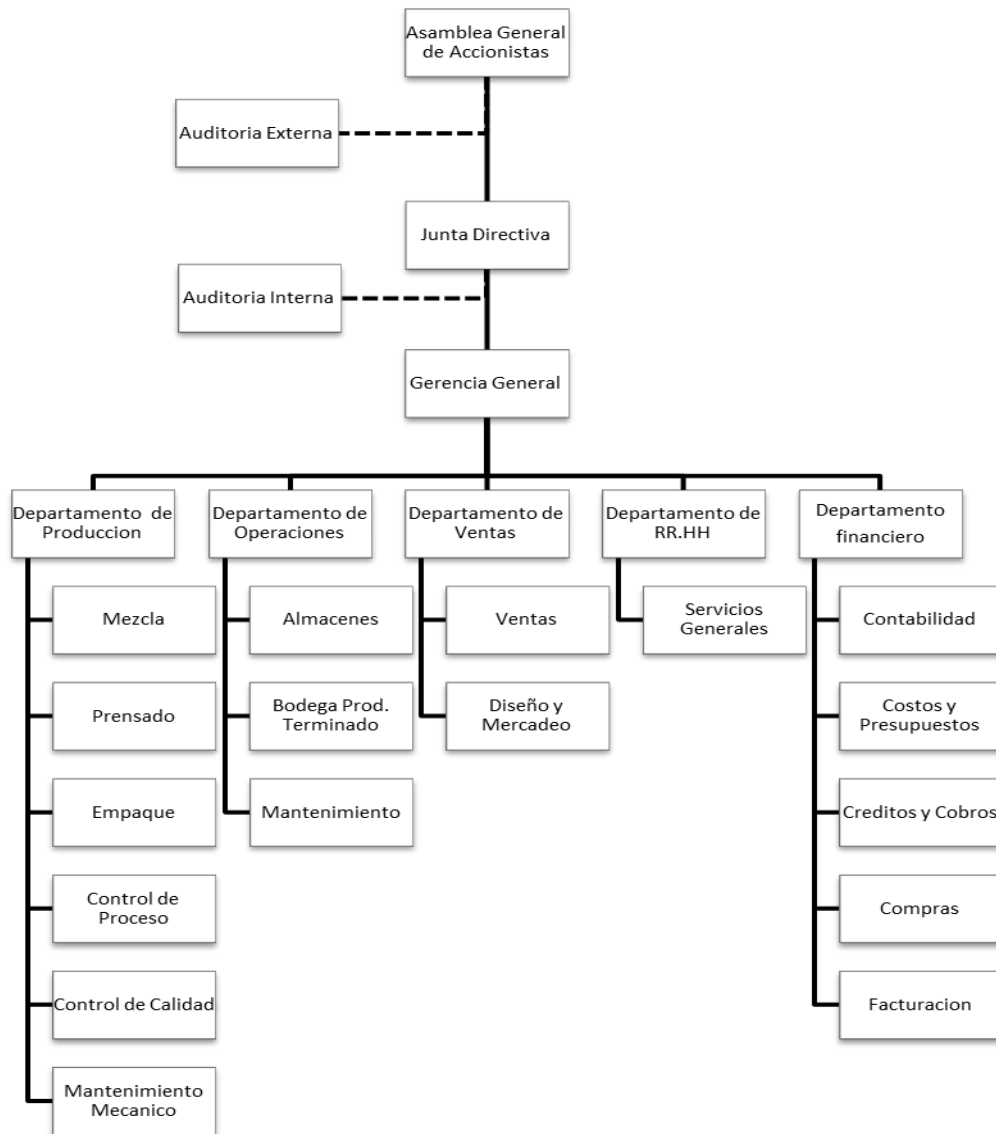 Asamblea General
de Accionistas
Auditoria Externa
Junta Directiva
Auditoria Interna
Gerencia General
Departamento de
Produccion
Departamento de
Operaciones
Departamento de
Ventas
Departamento de
RR.HH
Departamento
financiero
Mezcla
Prensado
Empaque
Control de
Proceso
Control de Calidad
Mantenimiento
Mecanico
Almacenes
Bodega Prod.
Terminado
Mantenimiento
Ventas
Diseño y
Mercadeo
Servicios
Generales
Contabilidad
Costos y
Presupuestos
Creditos y Cobros
Compras
Facturacion